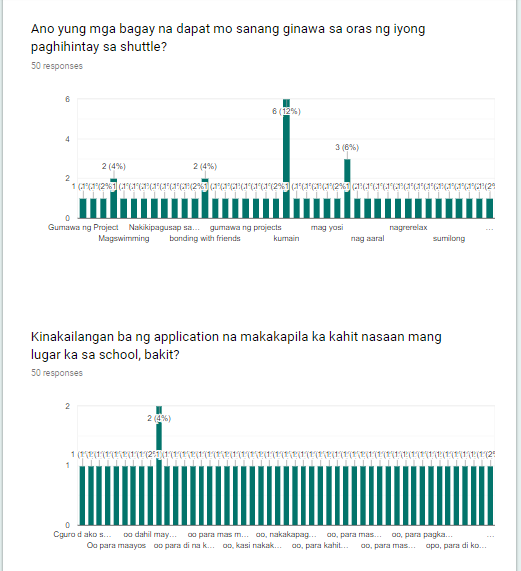 Ano yung mga bagay na dapat mo sanang ginawa sa oras ng iyong
paghihintay sa shuttle?
50 responses
6
6 (12%)
4
3 (6%)
2 (4%) 2 (4%)
2
0
Gumawa ng Project Nakikipagusap sa... gumawa ng projects mag yosi nagrerelax ...
Magswimming bonding with friends kumain nag aaral sumilong
Kinakailangan ba ng application na makakapila ka kahit nasaan mang
lugar ka sa school, bakit?
50 responses
2
2 (4%)
1
0
Cguro d ako s... oo dahil may... oo para mas m... oo, nakakapag... oo, para mas... oo, para pagka... ...
Oo para maayos oo para di na k... oo, kasi nakak... oo, para kahit... oo, para mas... opo, para di ko...